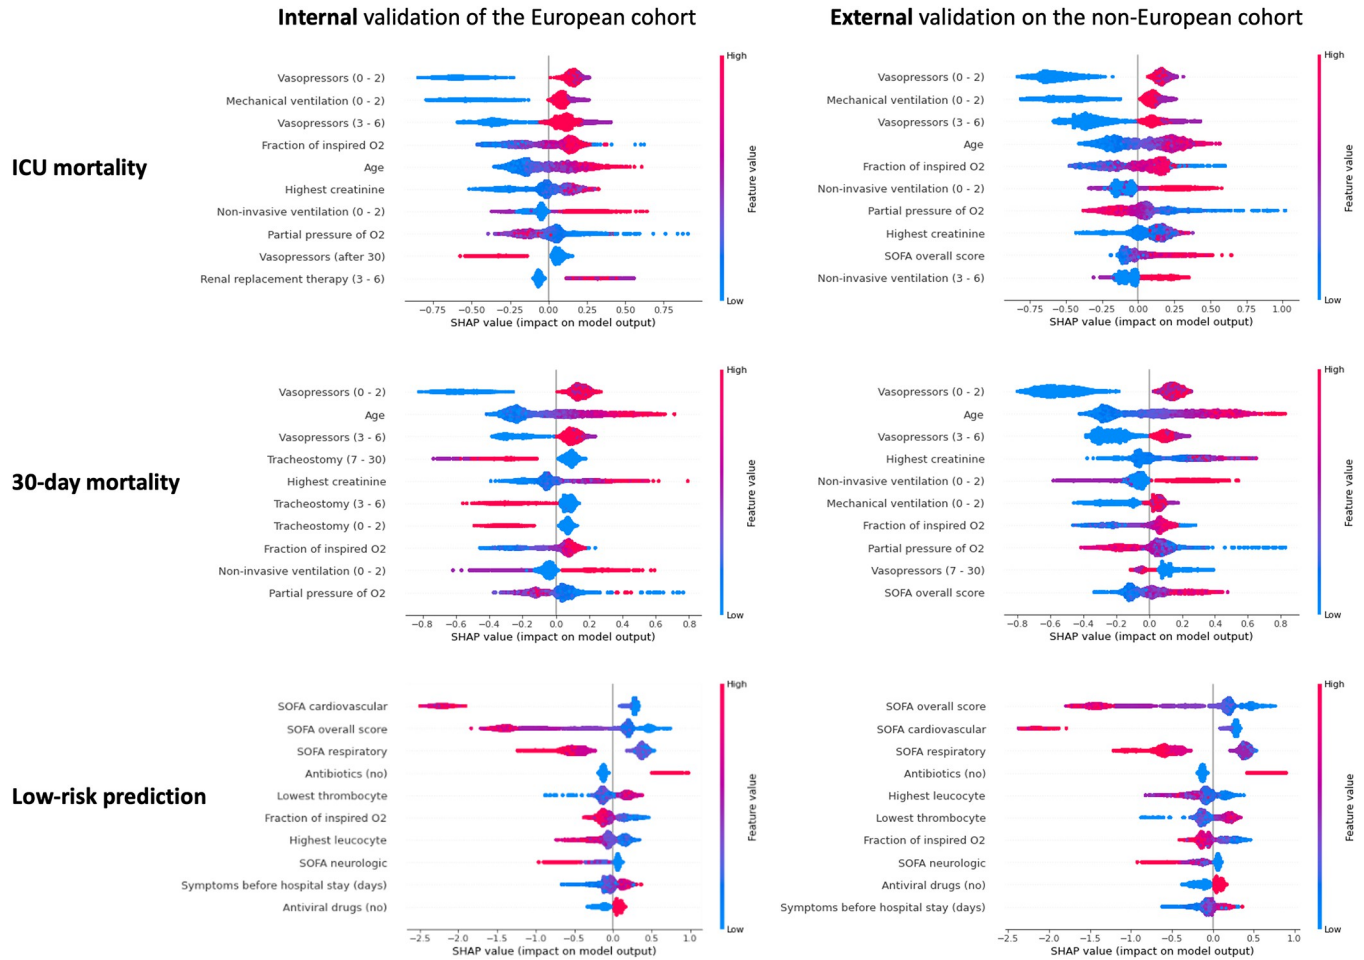 Internal validation of the European cohort
External validation on the non-European cohort
ICU mortality
Vasopressors (0 - 2)
Mechanical ventilation (0 - 2)
Vasopressors (3 - 6)
Fraction of inspired O2
Age
Highest creatinine
Non-invasive ventilation (0 - 2)
Partial pressure of O2
Vasopressors (after 30)
Renal replacement therapy (3 - 6)
−0.75 −0.50 −0.25 0.00 0.25 0.50 0.75
SHAP value (impact on model output)
High
Feature value
Low
Vasopressors (0 - 2)
Mechanical ventilation (0 - 2)
Vasopressors (3 - 6)
Age
Fraction of inspired O2
Non-invasive ventilation (0 - 2)
Partial pressure of O2
Highest creatinine
SOFA overall score
Non-invasive ventilation (3 - 6)
−0.75 −0.50 −0.25 0.00 0.25 0.50 0.75 1.00
SHAP value (impact on model output)
High
Feature value
Low
30-day mortality
Vasopressors (0 - 2)
Age
Vasopressors (3 - 6)
Tracheostomy (7 - 30)
Highest creatinine
Tracheostomy (3 - 6)
Tracheostomy (0 - 2)
Fraction of inspired O2
Non-invasive ventilation (0 - 2)
Partial pressure of O2
−0.8 −0.6 −0.4 −0.2 0.0 0.2 0.4 0.6 0.8
SHAP value (impact on model output)
High
Feature value
Low
Vasopressors (0 - 2)
Age
Vasopressors (3 - 6)
Highest creatinine
Non-invasive ventilation (0 - 2)
Mechanical ventilation (0 - 2)
Fraction of inspired O2
Partial pressure of O2
Vasopressors (7 - 30)
SOFA overall score
−0.8 −0.6 −0.4 −0.2 0.0 0.2 0.4 0.6 0.8
SHAP value (impact on model output)
High
Feature value
Low
Low-risk prediction
SOFA cardiovascular
SOFA overall score
SOFA respiratory
Antibiotics (no)
Lowest thrombocyte
Fraction of inspired O2
Highest leucocyte
SOFA neurologic
Symptoms before hospital stay (days)
Antiviral drugs (no)
−2.5 −2.0 −1.5 −1.0 −0.5 0.0 0.5 1.0
SHAP value (impact on model output)
High
Feature value
Low
SOFA overall score
SOFA cardiovascular
SOFA respiratory
Antibiotics (no)
Highest leucocyte
Lowest thrombocyte
Fraction of inspired O2
SOFA neurologic
Antiviral drugs (no)
Symptoms before hospital stay (days)
−2.5 −2.0 −1.5 −1.0 −0.5 0.0 0.5 1.0
SHAP value (impact on model output)
High
Feature value
Low